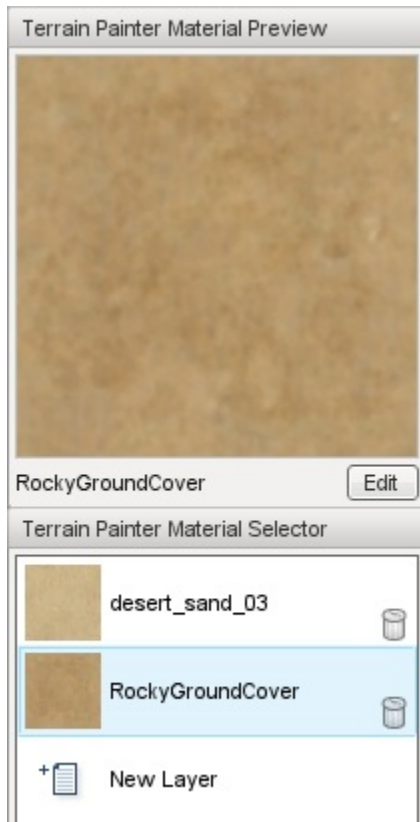 Terrain Painter Material Preview
RockyGroundCover
Edit
Terrain Painter Material Selector
desert_sand_03
RockyGroundCover
New Layer